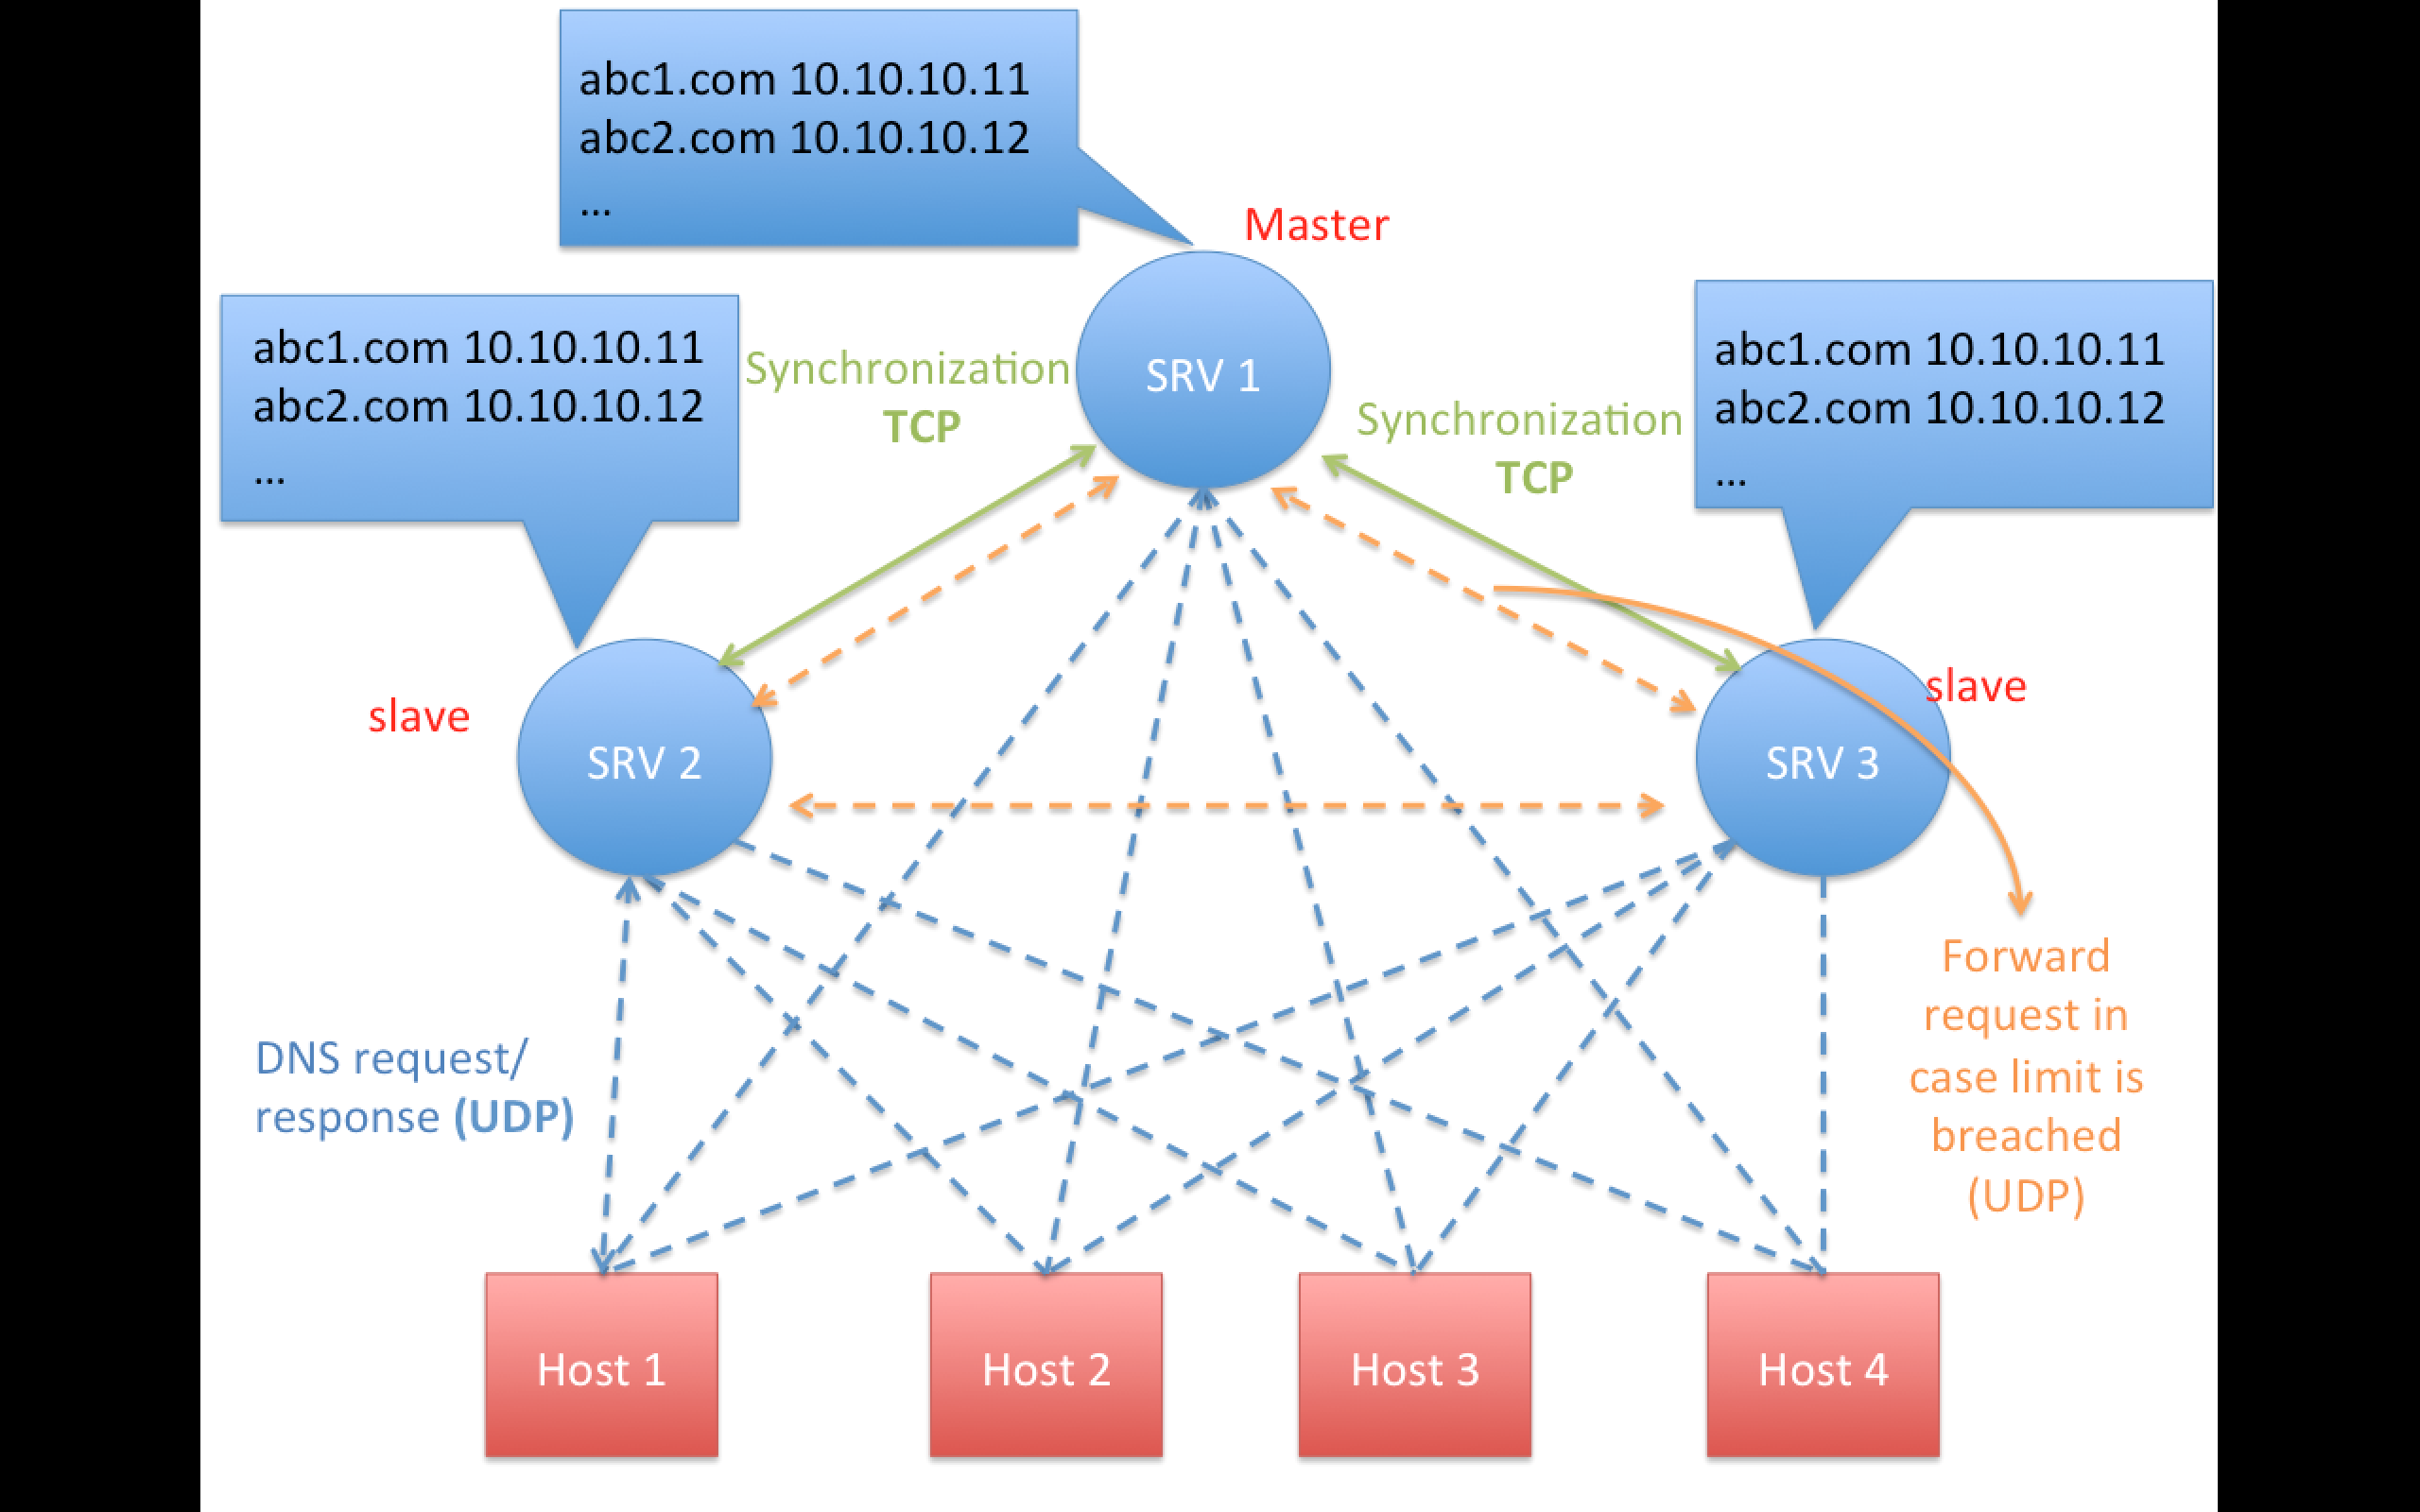 abc1.com 10.10.10.11
abc2.com 10.10.10.12
...
Master
SRV 1
abc1.com 10.10.10.11
abc2.com 10.10.10.12
...
Synchronization
TCP
Synchronization
TCP
abc1.com 10.10.10.11
abc2.com 10.10.10.12
...
slave
SRV 2
slave
SRV 3
DNS request/
response (UDP)
Forward
request in
case limit is
breached
(UDP)
Host 1
Host 2
Host 3
Host 4